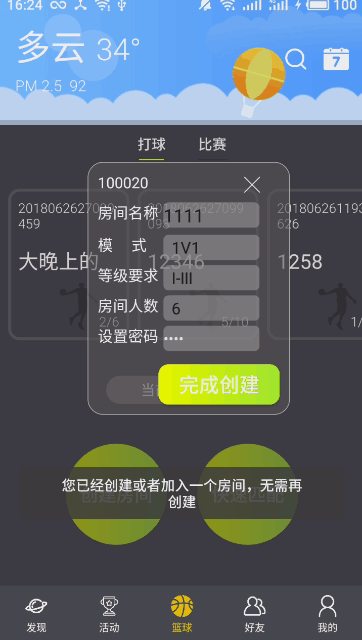 16:24
100
多云 34°
PM 2.5 92
7
打球 比赛
100020
2018062627099
459
2018062611193
626
大晚上的
12346
1258
2/6
5/10
1/
房间名称 1111
模 式 1V1
等级要求 I-III
房间人数 6
设置密码 ••••
完成创建
创建房间 快速匹配
您已经创建或者加入一个房间，无需再
创建
发现 活动 篮球 好友 我的